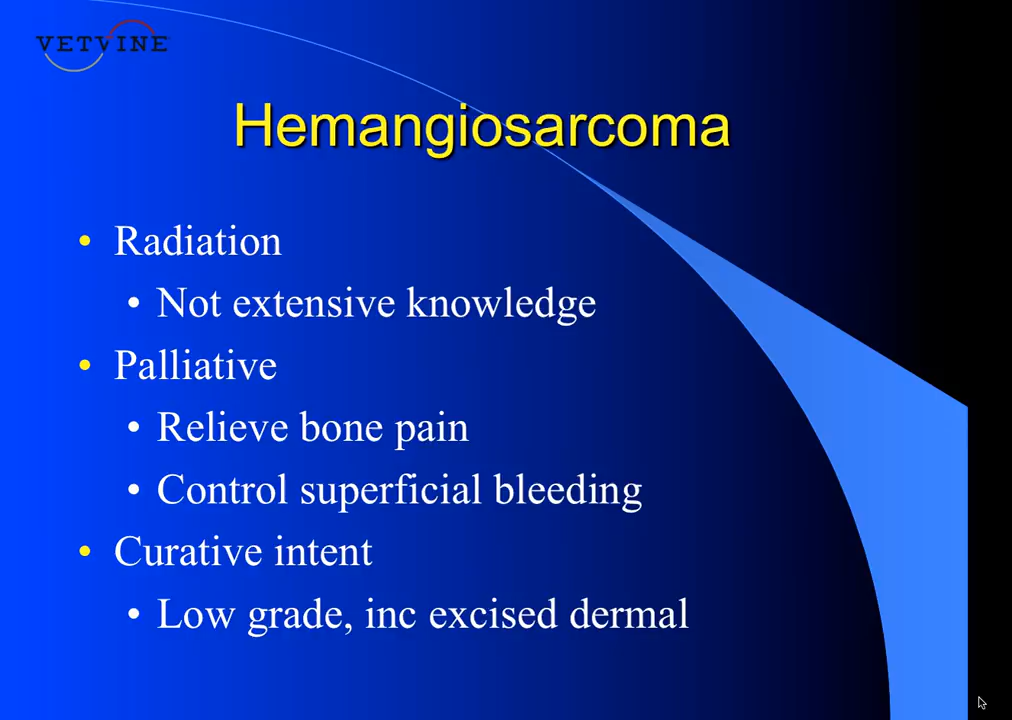 VETVINE
Hemangiosarcoma
• Radiation
• Not extensive knowledge
• Palliative
• Relieve bone pain
• Control superficial bleeding
• Curative intent
• Low grade, inc excised dermal